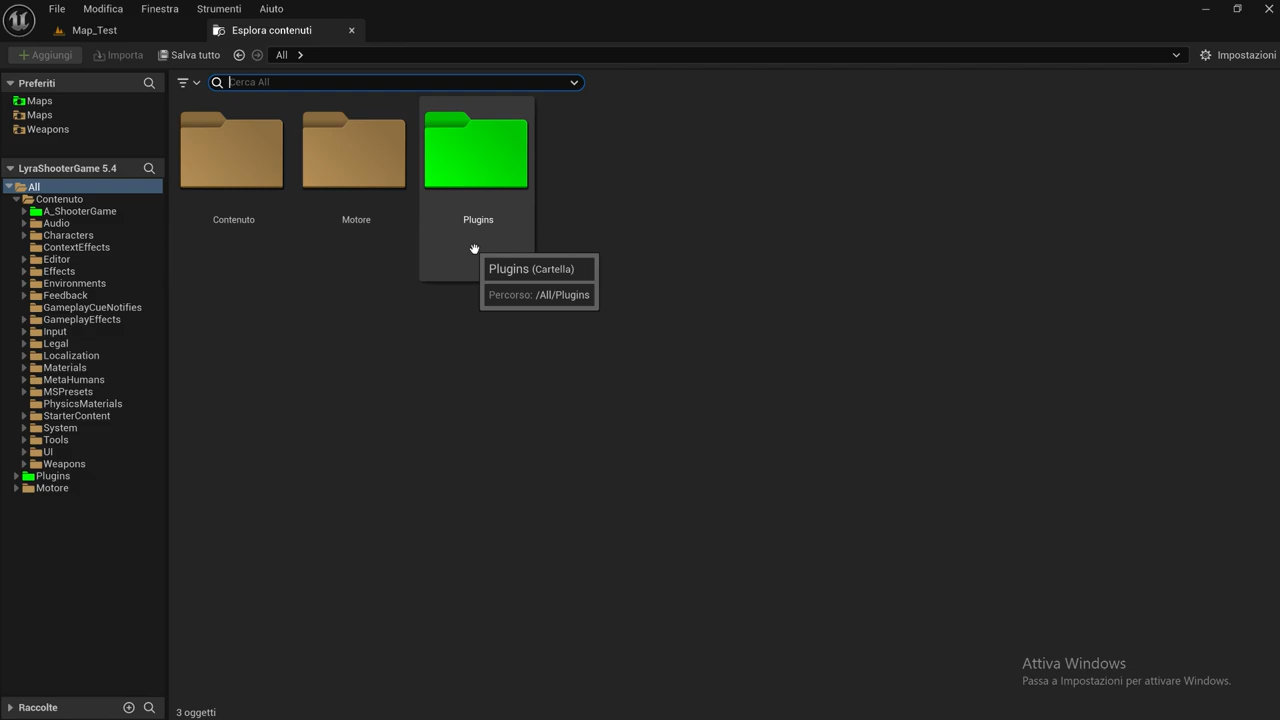 File Modifica Finestra Strumenti Aiuto
Map_Test Esplora contenuti
Aggiungi Importa Salva tutto All Impostazioni
Preferiti
Maps
Maps
Weapons
LyraShooterGame 5.4
All
Contenuto
A_ShooterGame
Audio
Characters
ContextEffects
Editor
Effects
Environments
Feedback
GameplayCueNotifies
GameplayEffects
Input
Legal
Localization
Materials
MetaHumans
MSPresets
PhysicsMaterials
StarterContent
System
Tools
UI
Weapons
Plugins
Motore
Raccolte
Cerca All
Contenuto Motore Plugins
Plugins (Cartella)
Percorso: /All/Plugins
Attiva Windows
Passa a Impostazioni per attivare Windows.
3 oggetti